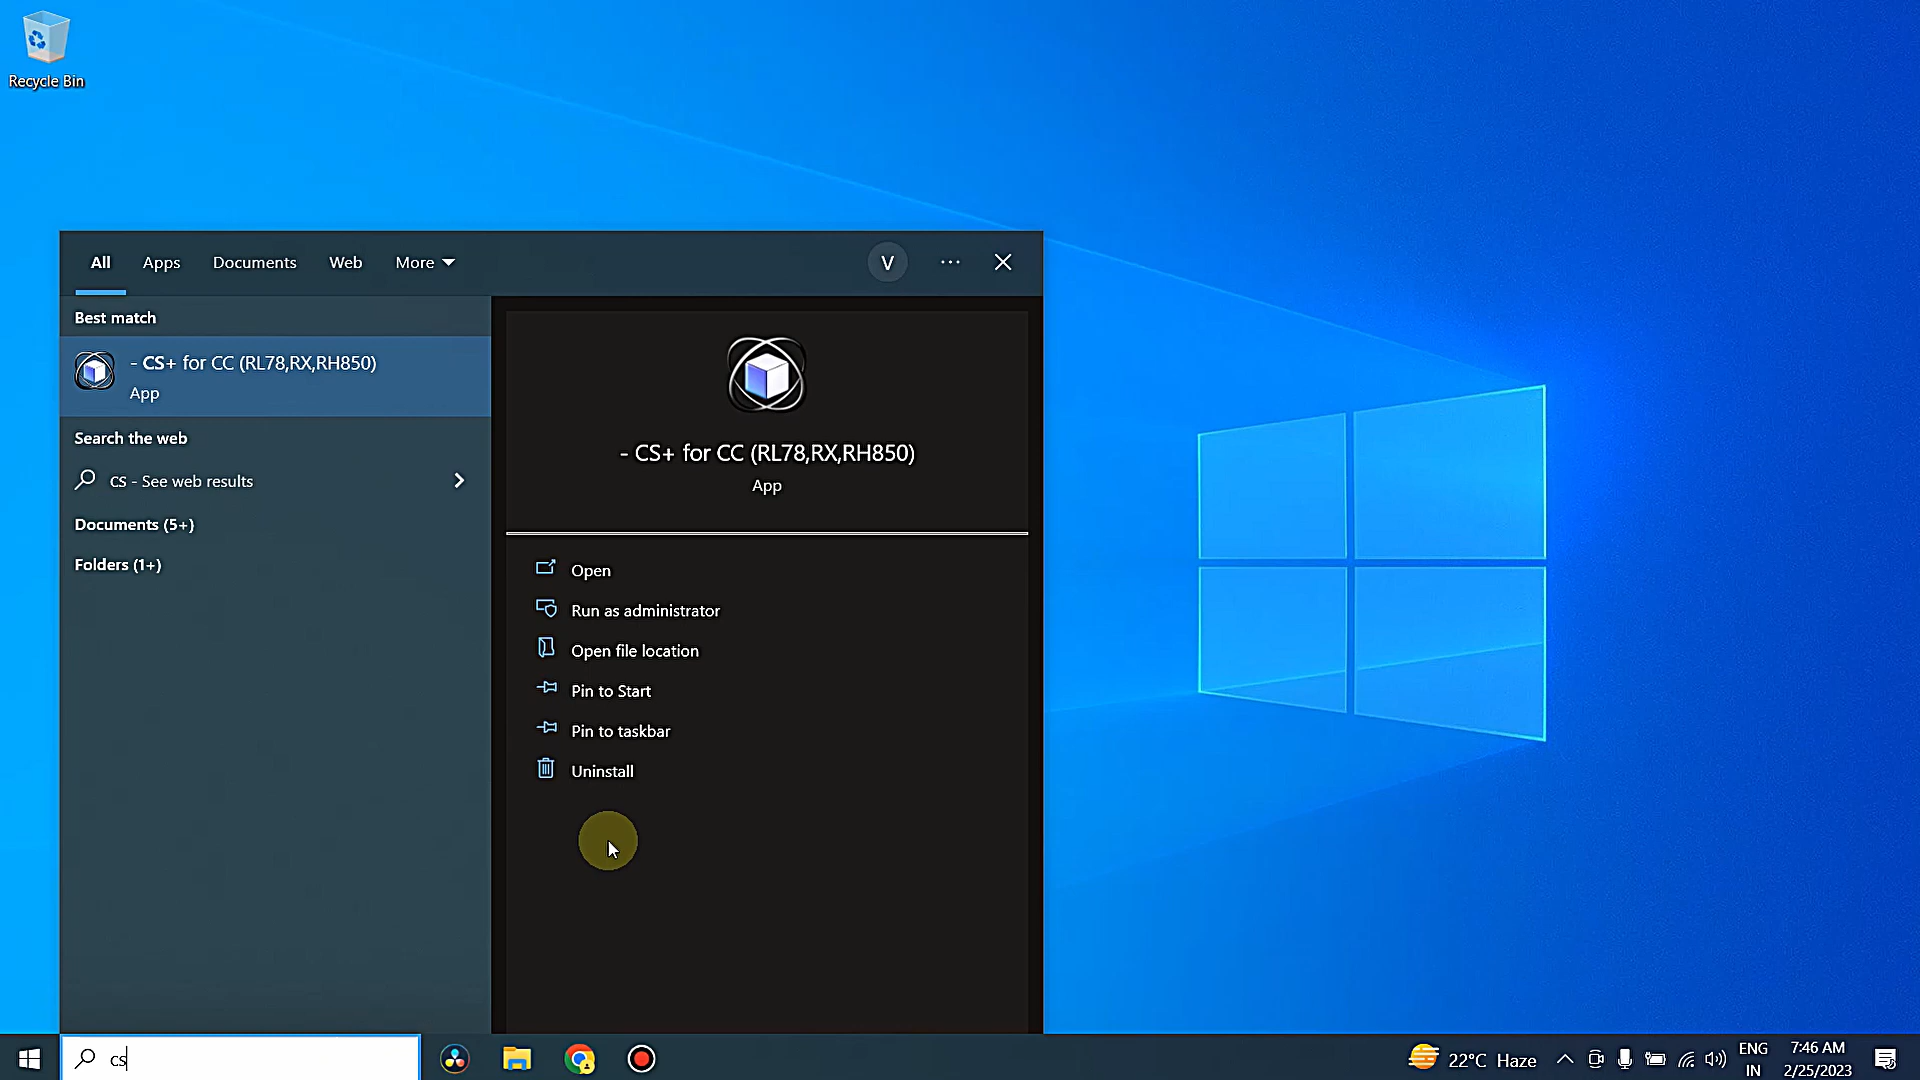 Recycle Bin
All Apps Documents Web More V
Best match
- CS+ for CC (RL78,RX,RH850)
App
Search the web
cs - See web results
Documents (5+)
Folders (1+)
- CS+ for CC (RL78,RX,RH850)
App
Open
Run as administrator
Open file location
Pin to Start
Pin to taskbar
Uninstall
cs
22°C Haze
ENG
IN
7:46 AM
2/25/2023